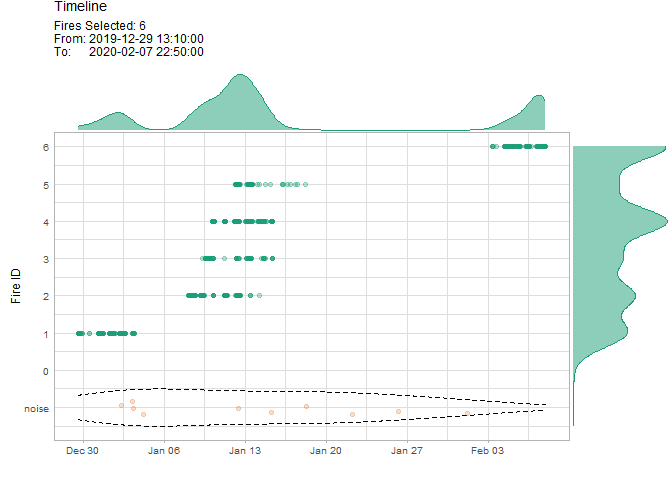 Timeline
Fires Selected: 6
From: 2019-12-29 13:10:00
To: 2020-02-07 22:50:00
6
5
4
3
2
1
0
noise
Fire ID
Dec 30 Jan 06 Jan 13 Jan 20 Jan 27 Feb 03